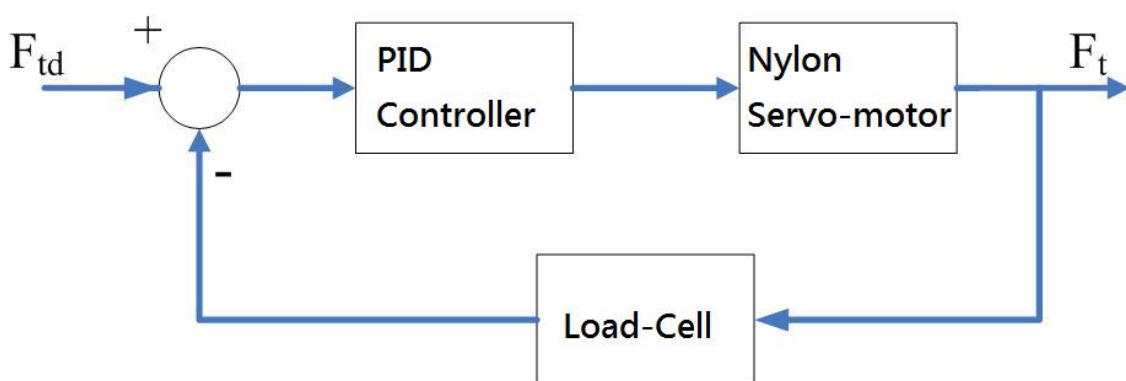 +
F_td
PID
Controller
Nylon
Servo-motor
F_t
-
Load-Cell